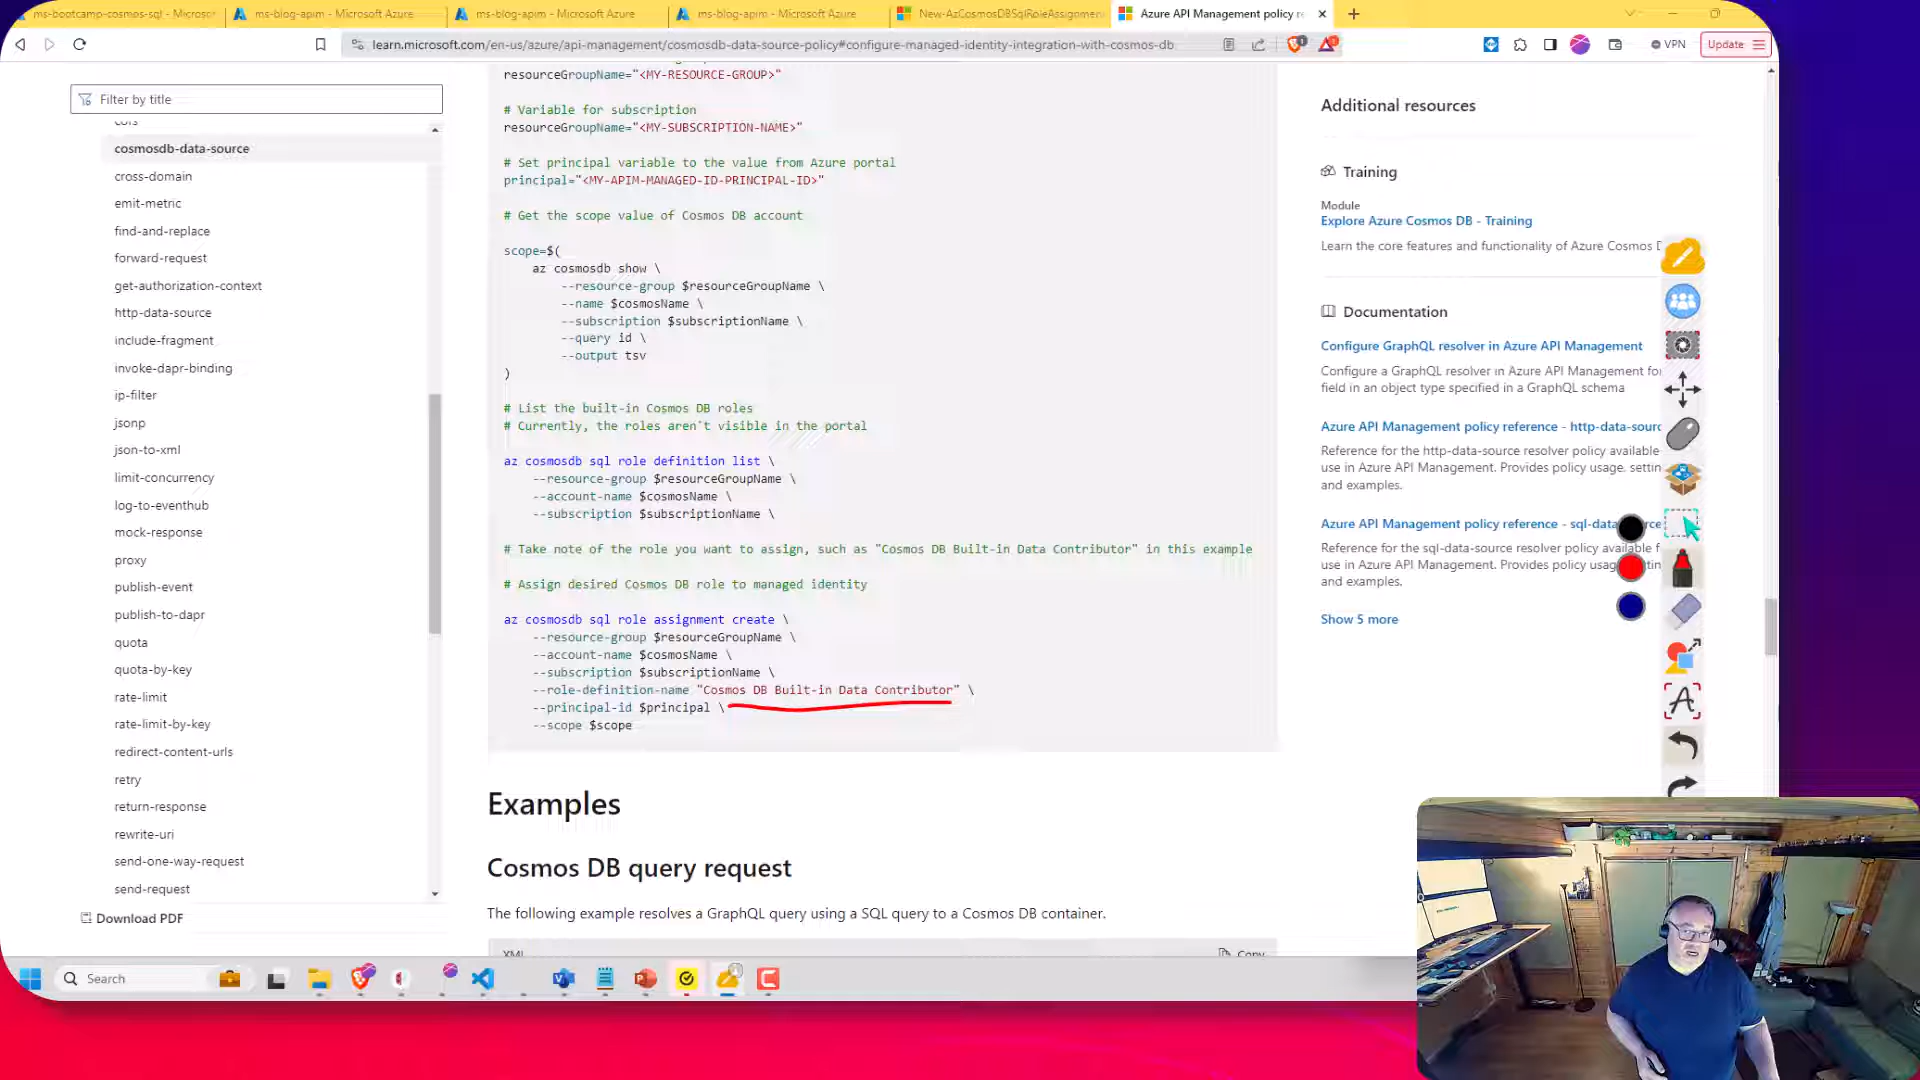 ms-bootcamp-cosmos-sql - Microsof
ms-blog-apim - Microsoft Azure
ms-blog-apim - Microsoft Azure
ms-blog-apim - Microsoft Azure
New-AzCosmosDBSqlRoleAssignmen
Azure API Management policy re
learn.microsoft.com/en-us/azure/api-management/cosmosdb-data-source-policy#configure-managed-identity-integration-with-cosmos-db
VPN
Update
Filter by title
cors
cosmosdb-data-source
cross-domain
emit-metric
find-and-replace
forward-request
get-authorization-context
http-data-source
include-fragment
invoke-dapr-binding
ip-filter
jsonp
json-to-xml
limit-concurrency
log-to-eventhub
mock-response
proxy
publish-event
publish-to-dapr
quota
quota-by-key
rate-limit
rate-limit-by-key
redirect-content-urls
retry
return-response
rewrite-uri
send-one-way-request
send-request
Download PDF
resourceGroupName="<MY-RESOURCE-GROUP>"
# Variable for subscription
resourceGroupName="<MY-SUBSCRIPTION-NAME>"
# Set principal variable to the value from Azure portal
principal="<MY-APIM-MANAGED-ID-PRINCIPAL-ID>"
# Get the scope value of Cosmos DB account
scope=$(
az cosmosdb show \
--resource-group $resourceGroupName \
--name $cosmosName \
--subscription $subscriptionName \
--query id \
--output tsv
)
# List the built-in Cosmos DB roles
# Currently, the roles aren't visible in the portal
az cosmosdb sql role definition list \
--resource-group $resourceGroupName \
--account-name $cosmosName \
--subscription $subscriptionName \
# Take note of the role you want to assign, such as "Cosmos DB Built-in Data Contributor" in this example
# Assign desired Cosmos DB role to managed identity
az cosmosdb sql role assignment create \
--resource-group $resourceGroupName \
--account-name $cosmosName \
--subscription $subscriptionName \
--role-definition-name "Cosmos DB Built-in Data Contributor" \
--principal-id $principal \
--scope $scope
Examples
Cosmos DB query request
The following example resolves a GraphQL query using a SQL query to a Cosmos DB container.
XML
Copy
Additional resources
Training
Module
Explore Azure Cosmos DB - Training
Learn the core features and functionality of Azure Cosmos D
Documentation
Configure GraphQL resolver in Azure API Management
Configure a GraphQL resolver in Azure API Management for
field in an object type specified in a GraphQL schema
Azure API Management policy reference - http-data-sourc
Reference for the http-data-source resolver policy available
use in Azure API Management. Provides policy usage, settin
and examples.
Azure API Management policy reference - sql-data rce
Reference for the sql-data-source resolver policy available f
use in Azure API Management. Provides policy usag ttin
and examples.
Show 5 more
A
Search